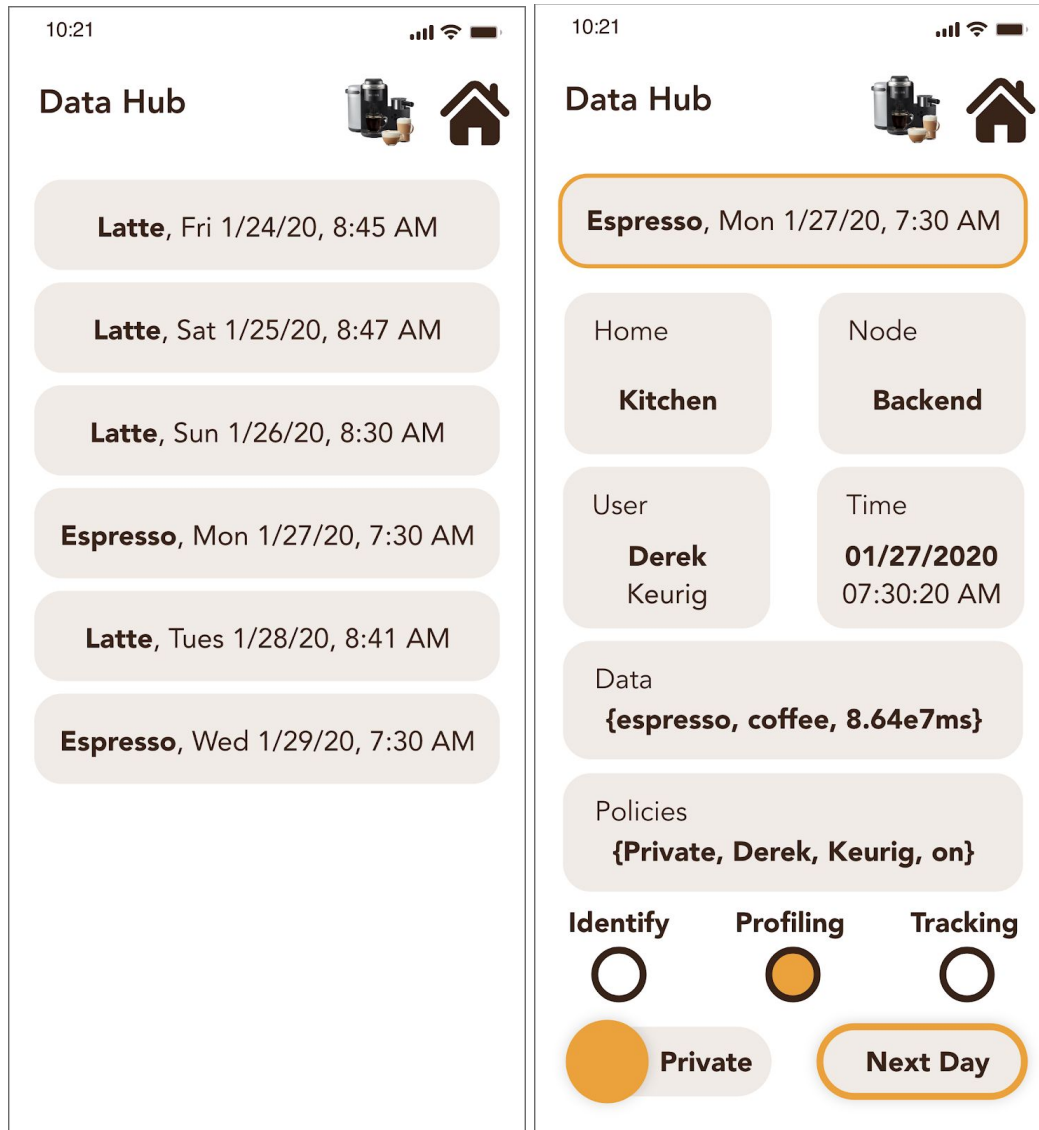 10:21
Data Hub
Latte, Fri 1/24/20, 8:45 AM
Latte, Sat 1/25/20, 8:47 AM
Latte, Sun 1/26/20, 8:30 AM
Espresso, Mon 1/27/20, 7:30 AM
Latte, Tues 1/28/20, 8:41 AM
Espresso, Wed 1/29/20, 7:30 AM
10:21
Data Hub
Espresso, Mon 1/27/20, 7:30 AM
Home
Kitchen
Node
Backend
User
Derek
Keurig
Time
01/27/2020
07:30:20 AM
Data
{espresso, coffee, 8.64e7ms}
Policies
{Private, Derek, Keurig, on}
Identify Profiling Tracking
Private
Next Day